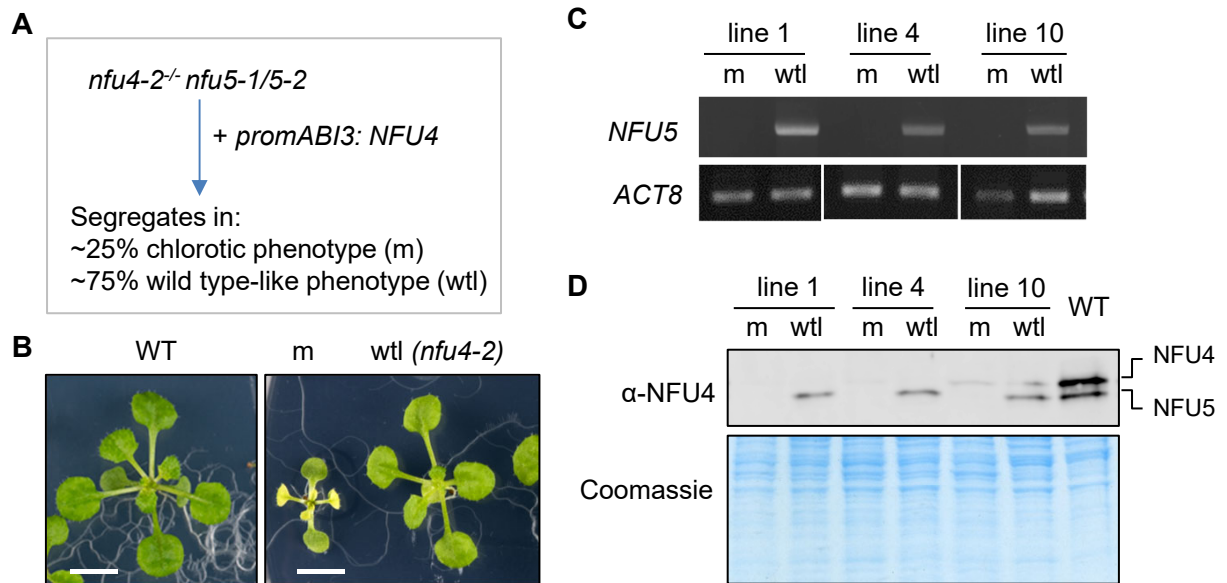 A
nfu4-2-/- nfu5-1/5-2
+ promABI3: NFU4
Segregates in:
~25% chlorotic phenotype (m)
~75% wild type-like phenotype (wtl)
B
WT m wtl (nfu4-2)
C
line 1 line 4 line 10
m wtl m wtl m wtl
NFU5
ACT8
D
line 1 line 4 line 10 WT
m wtl m wtl m wtl
α-NFU4
NFU4
NFU5
Coomassie